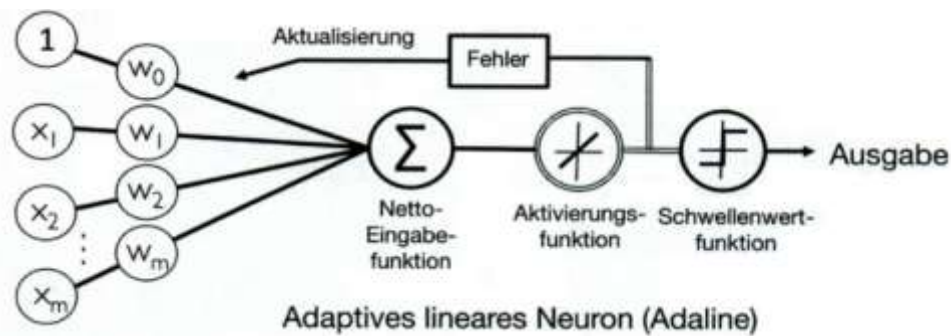 1
w0
Aktualisierung
Fehler
x1
w1
x2
w2
⋮
xm
wm
Σ
Netto-
Eingabe-
funktion
Aktivierungs-
funktion
Schwellenwert-
funktion
Ausgabe
Adaptives lineares Neuron (Adaline)